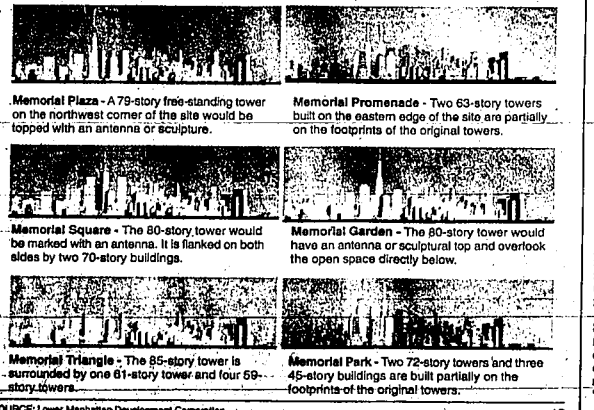 Memorial Plaza - A 79-story free-standing tower
on the northwest corner of the site would be
topped with an antenna or sculpture.
Memorial Promenade - Two 63-story towers
built on the eastern edge of the site are partially
on the footprints of the original towers.
Memorial Square - The 80-story tower would
be marked with an antenna. It is flanked on both
sides by two 70-story buildings.
Memorial Garden - The 80-story tower would
have an antenna or sculptural top and overlook
the open space directly below.
Memorial Triangle - The 85-story tower is
surrounded by one 61-story tower and four 59-
story towers.
Memorial Park - Two 72-story towers and three
45-story buildings are built partially on the
footprints of the original towers.
Lower Manhattan Development Corporation